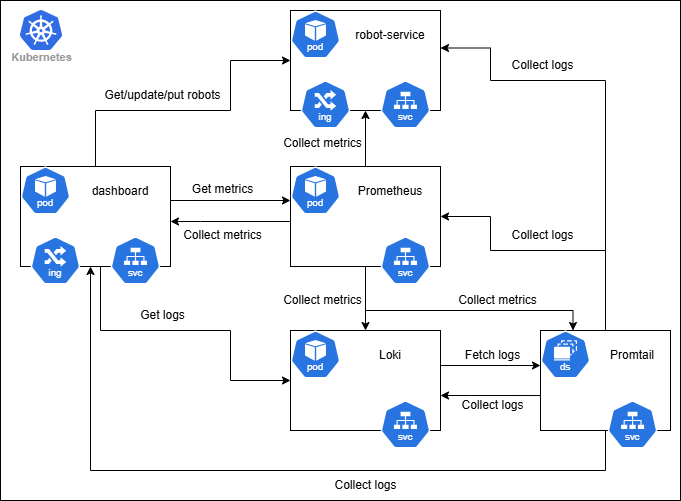 Kubernetes
pod
robot-service
ing
svc
Collect logs
Get/update/put robots
Collect metrics
pod
dashboard
ing
svc
Get metrics
Collect metrics
pod
Prometheus
svc
Collect logs
Collect metrics
Collect metrics
Get logs
pod
Loki
svc
Fetch logs
Collect logs
ds
Promtail
svc
Collect logs